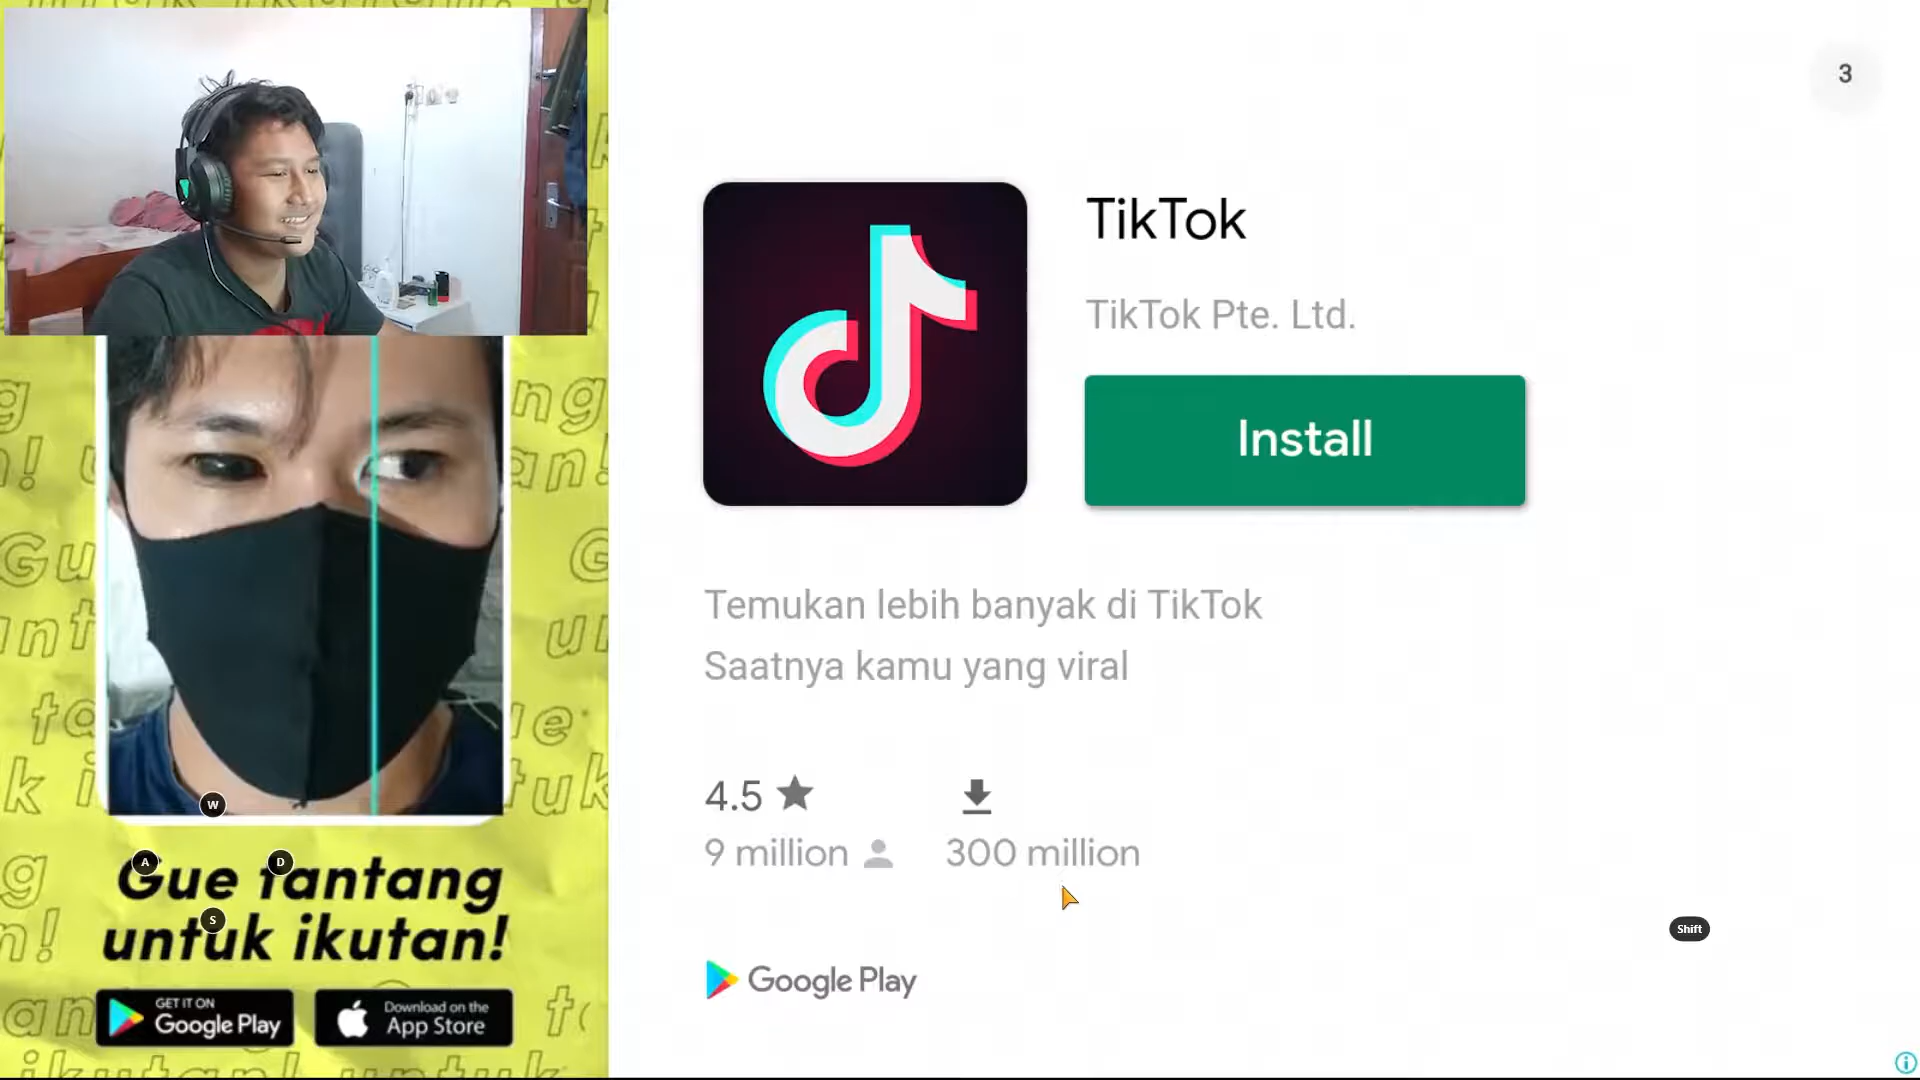 3
TikTok
TikTok Pte. Ltd.
Install
Temukan lebih banyak di TikTok
Saatnya kamu yang viral
4.5
9 million
300 million
Google Play
W
A
D
S
Shift
Gue tantang
untuk ikutan!
GET IT ON
Google Play
Download on the
App Store